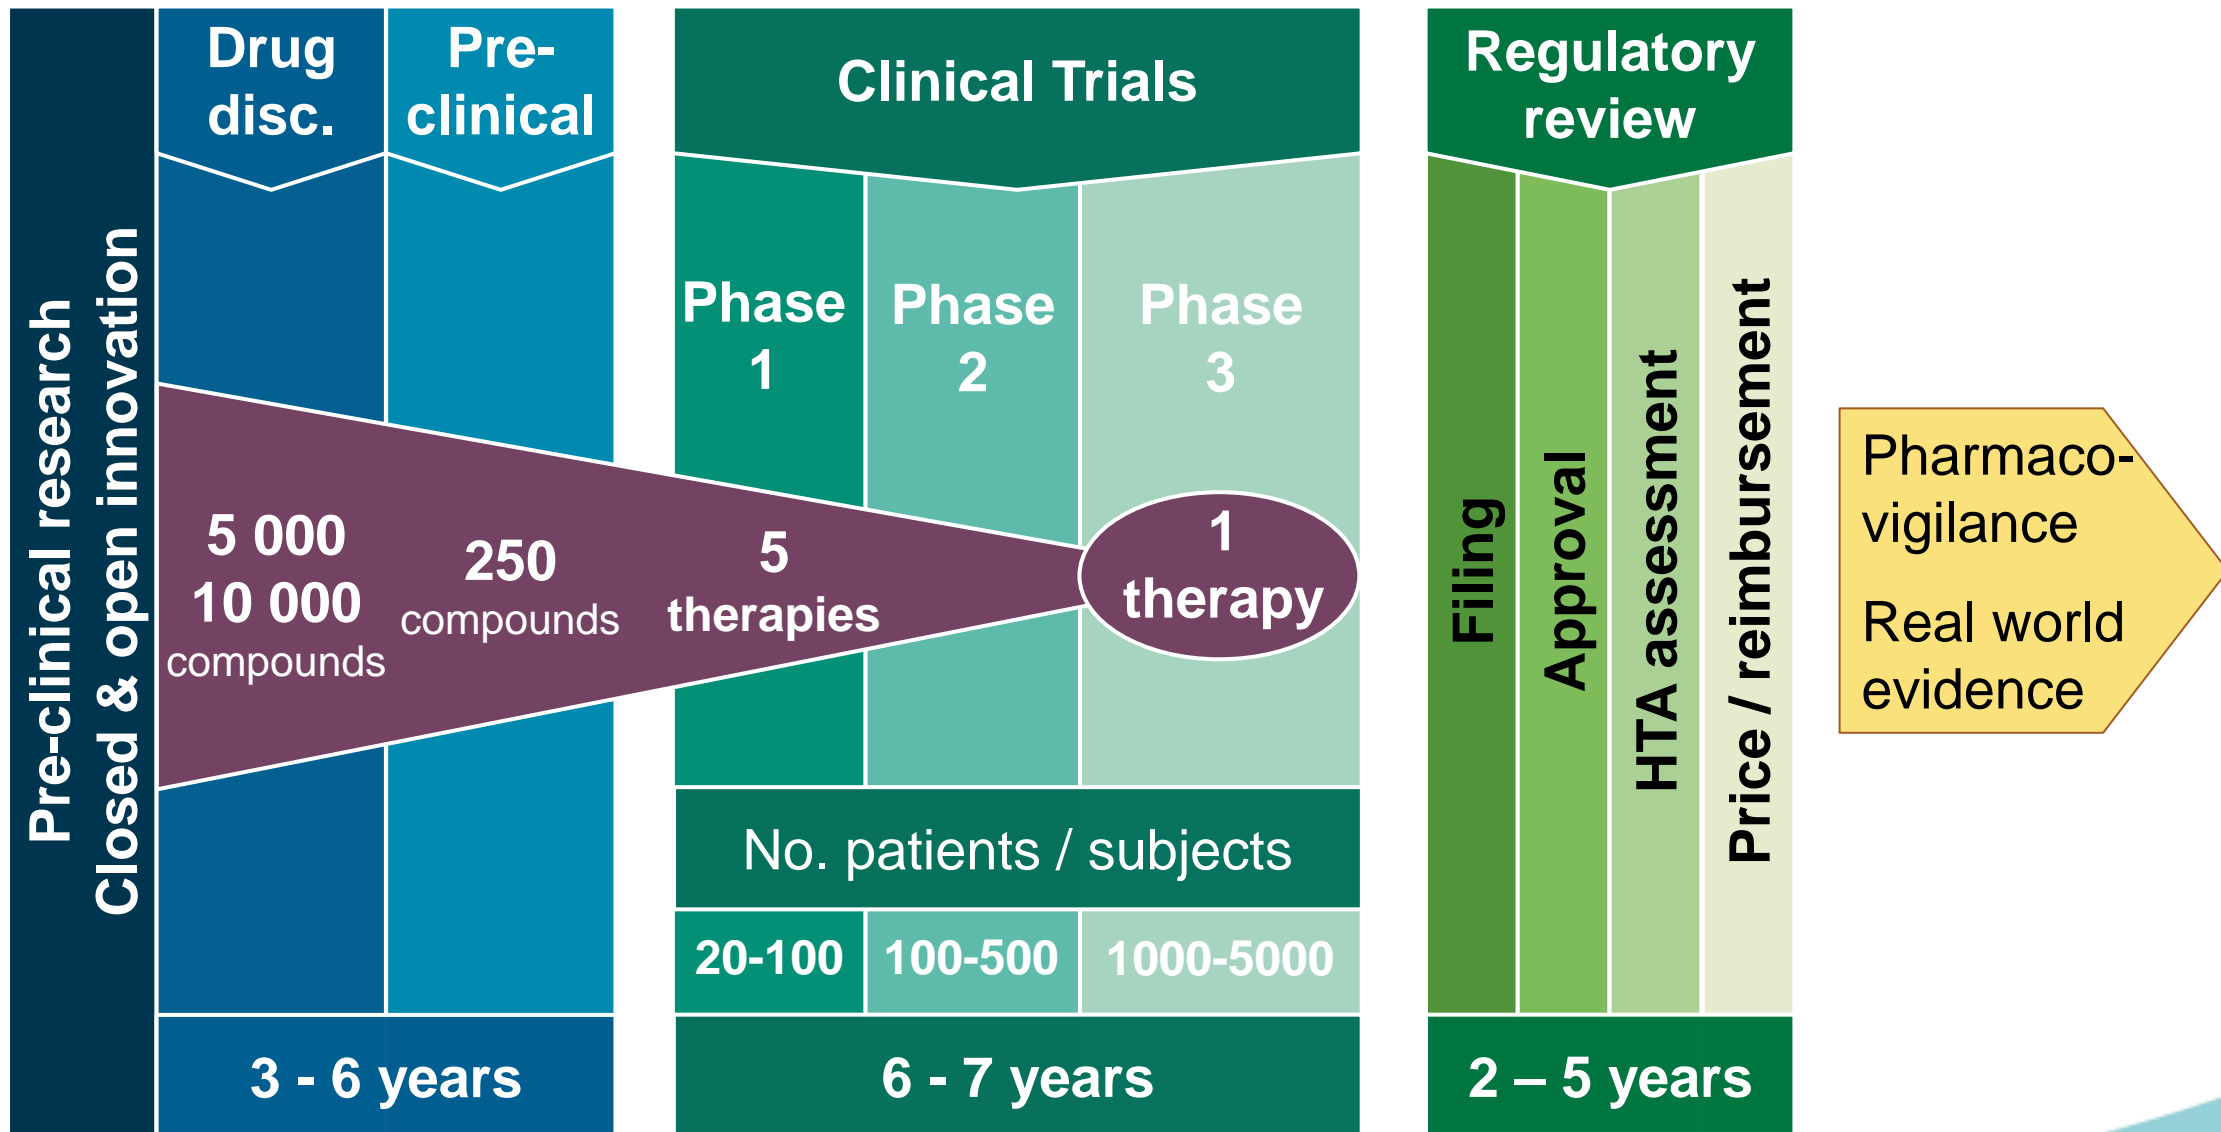 Pre-clinical research
Closed & open innovation
Drug
disc.
Pre-
clinical
5 000
10 000
compounds
250
compounds
3 - 6 years
Clinical Trials
Phase
1
Phase
2
Phase
3
5
therapies
1
therapy
No. patients / subjects
20-100
100-500
1000-5000
6 - 7 years
Regulatory
review
Filing
Approval
HTA assessment
Price / reimbursement
2 – 5 years
Pharmaco-
vigilance
Real world
evidence